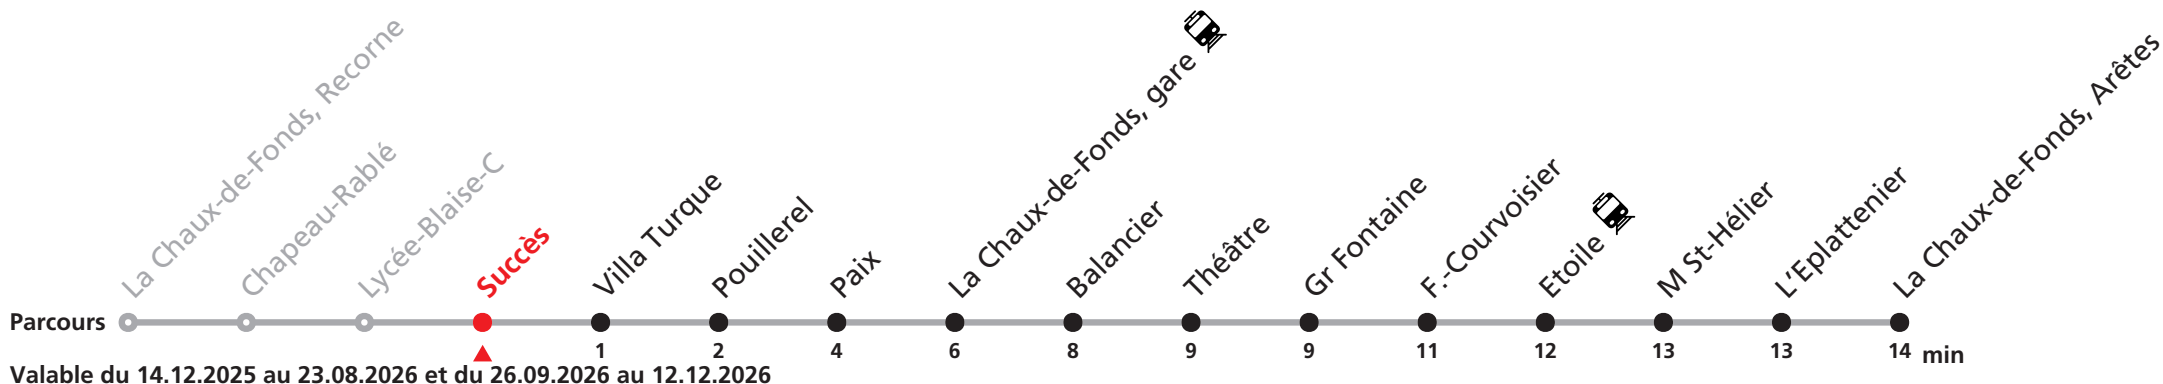 La Chaux-de-Fonds, Recorne
Chapeau-Rablé
Lycée-Blaise-C
Succès
Villa Turque
Pouillerel
Paix
La Chaux-de-Fonds, gare
Balancier
Théâtre
Gr Fontaine
F.-Courvoisier
Etoile
M St-Hélier
L'Eplattenier
La Chaux-de-Fonds, Arêtes
Parcours
1 2 4 6 8 9 9 11 12 13 13 14 min
Valable du 14.12.2025 au 23.08.2026 et du 26.09.2026 au 12.12.2026